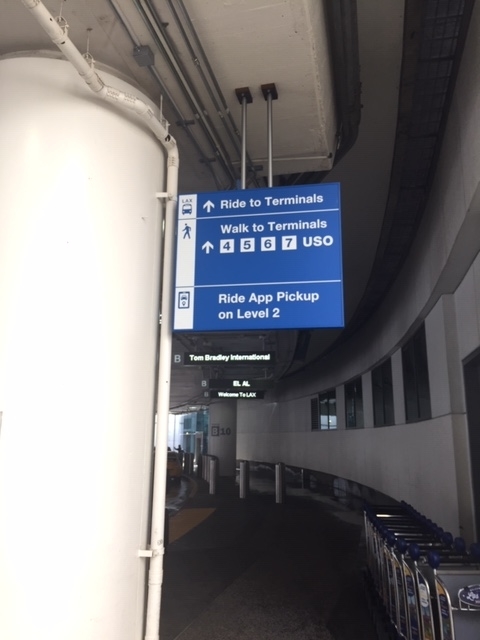 LAX
Ride to Terminals
Walk to Terminals
4 5 6 7 USO
Ride App Pickup
on Level 2
B Tom Bradley International
B EL AL
Welcome To LAX